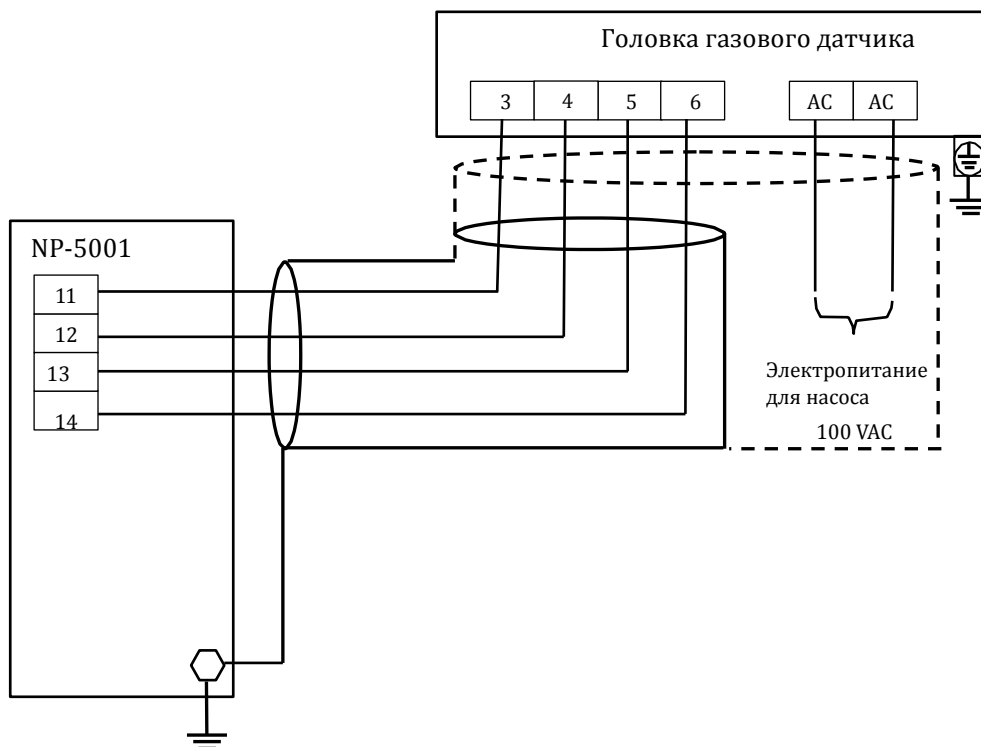 Головка газового датчика
3 4 5 6 AC AC
NP-5001
11
12
13
14
Электропитание
для насоса
100 VAC